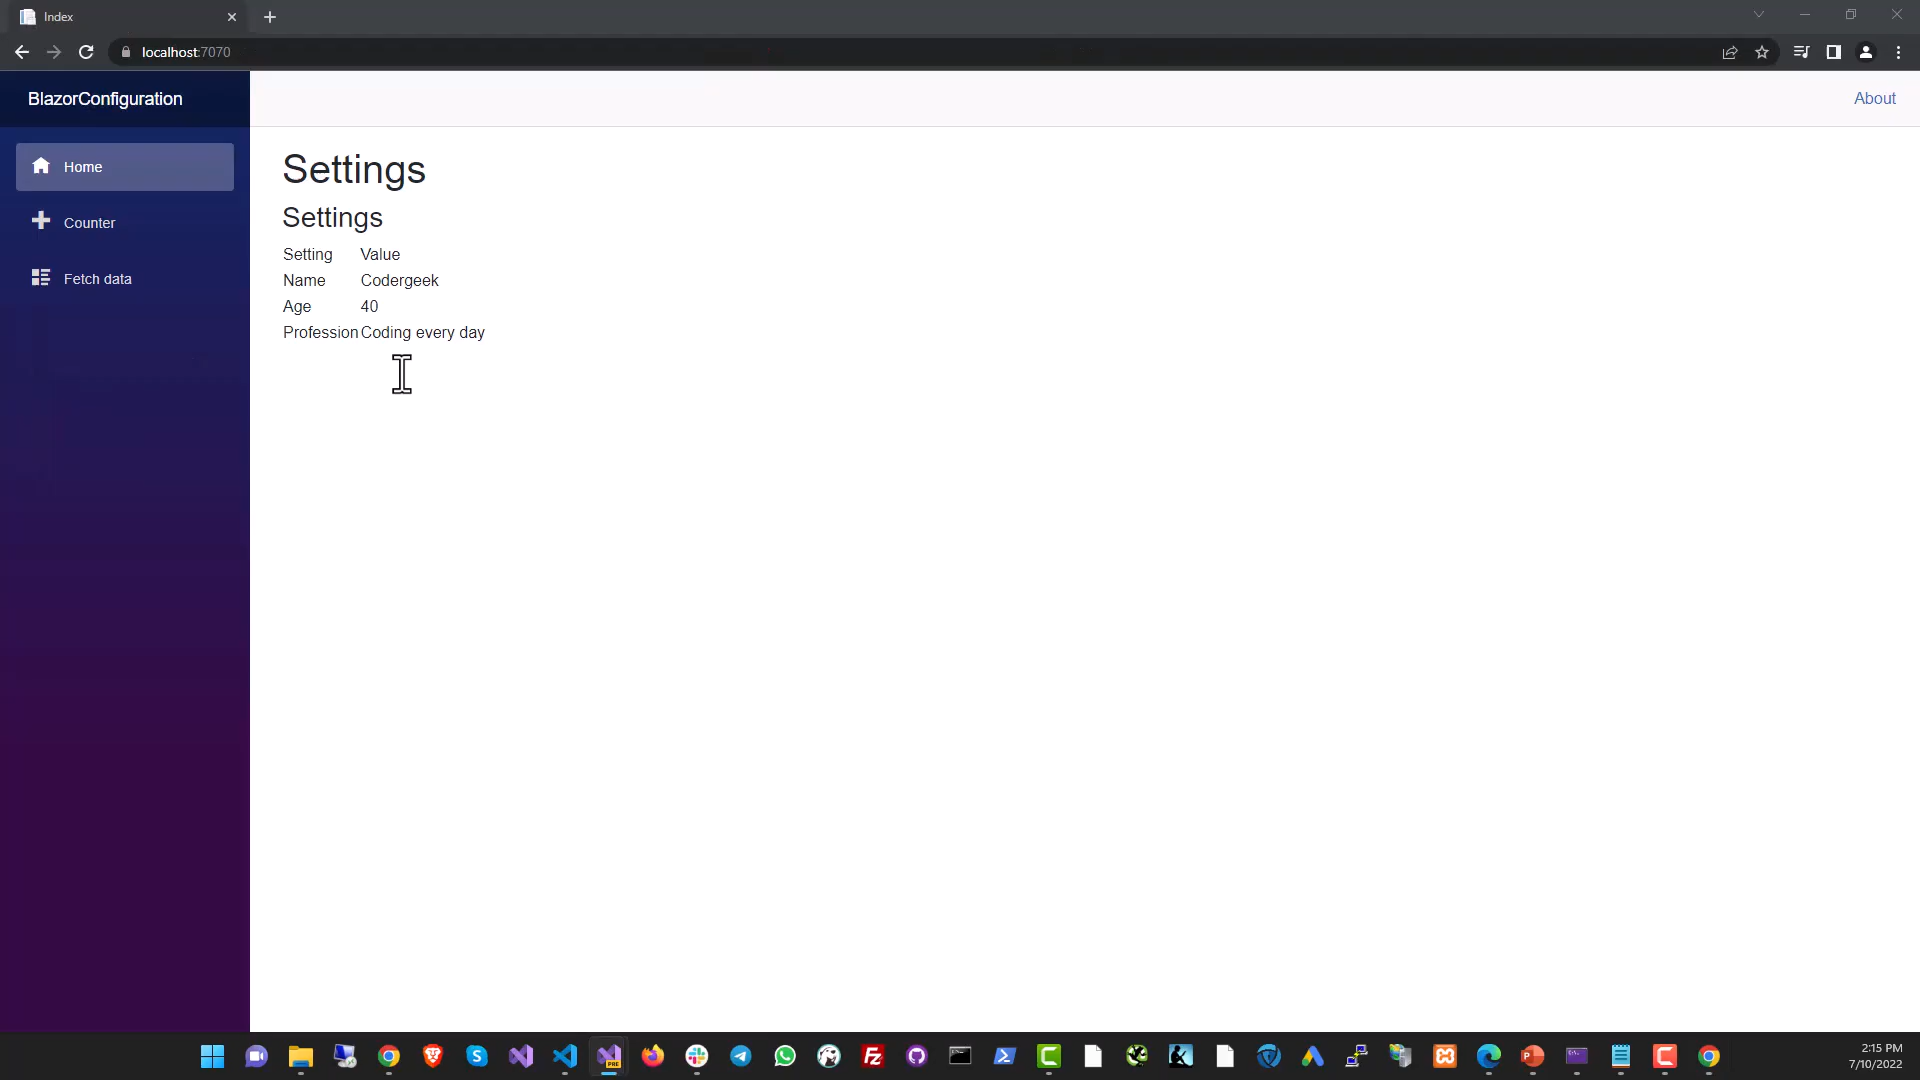 Index
localhost:7070
BlazorConfiguration
About
Home
Counter
Fetch data
Settings
Settings
Setting Value
Name Codergeek
Age 40
Profession Coding every day
2:15 PM
7/10/2022